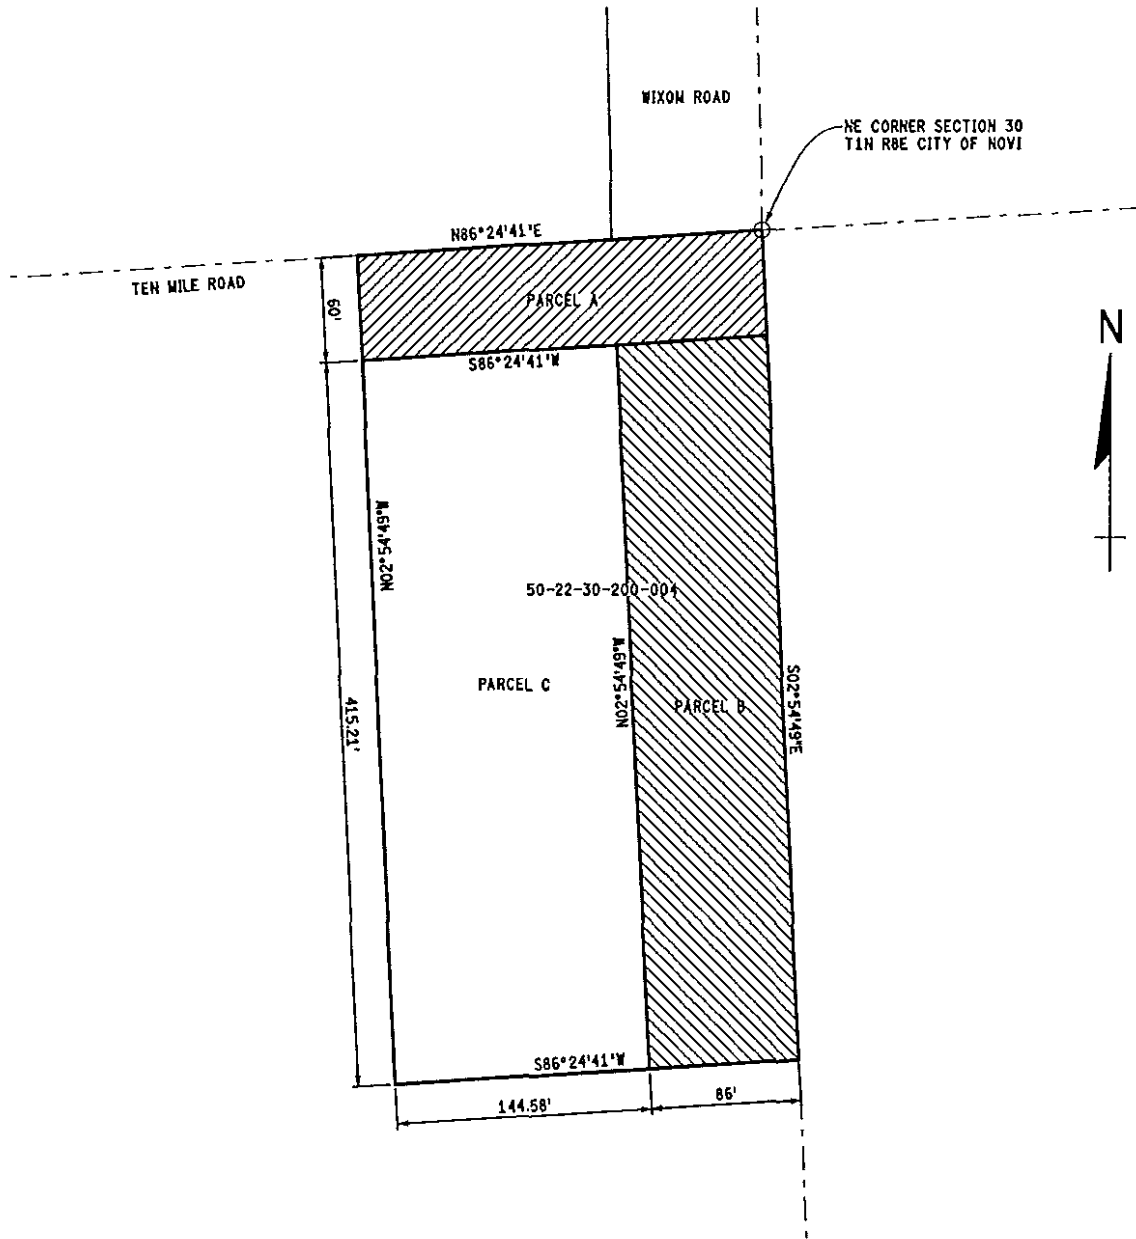 WIXOM ROAD
NE CORNER SECTION 30
T1N R8E CITY OF NOVI
N86°24'41"E
TEN MILE ROAD
60'
PARCEL A
S86°24'41"W
N
N02°54'49"W
50-22-30-200-004
N02°54'49"W
S02°54'49"E
PARCEL C
PARCEL B
415.21'
S86°24'41"W
144.58'
86'